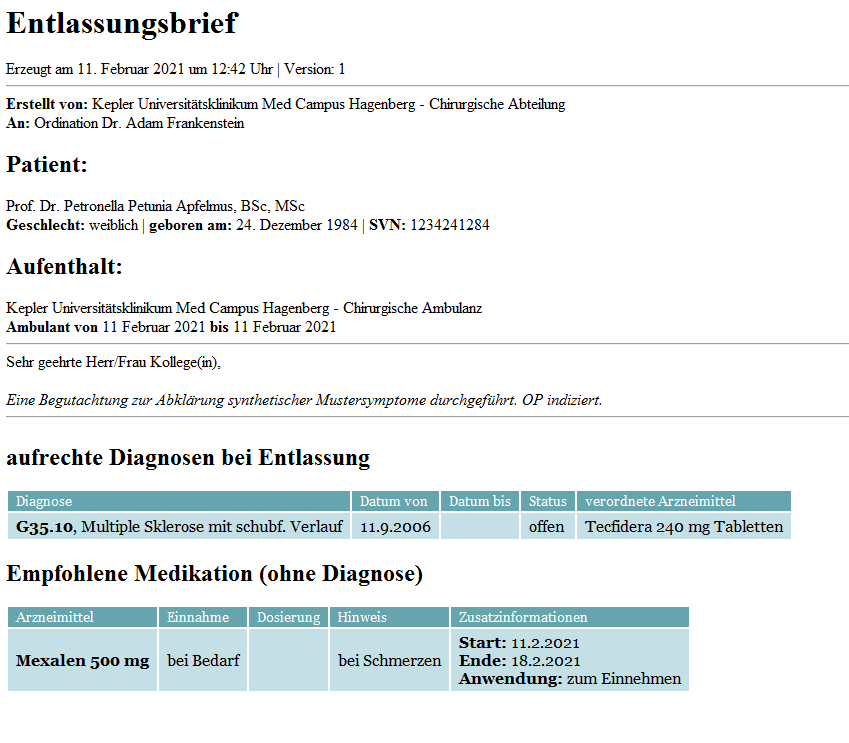 Entlassungsbrief
Erzeugt am 11. Februar 2021 um 12:42 Uhr | Version: 1
Erstellt von: Kepler Universitätsklinikum Med Campus Hagenberg - Chirurgische Abteilung
An: Ordination Dr. Adam Frankenstein
Patient:
Prof. Dr. Petronella Petunia Apfelmus, BSc, MSc
Geschlecht: weiblich | geboren am: 24. Dezember 1984 | SVN: 1234241284
Aufenthalt:
Kepler Universitätsklinikum Med Campus Hagenberg - Chirurgische Ambulanz
Ambulant von 11 Februar 2021 bis 11 Februar 2021
Sehr geehrte Herr/Frau Kollege(in),
Eine Begutachtung zur Abklärung synthetischer Mustersymptome durchgeführt. OP indiziert.
aufrechte Diagnosen bei Entlassung
Diagnose Datum von Datum bis Status verordnete Arzneimittel
G35.10, Multiple Sklerose mit schubf. Verlauf 11.9.2006 offen Tecfidera 240 mg Tabletten
Empfohlene Medikation (ohne Diagnose)
Arzneimittel Einnahme Dosierung Hinweis Zusatzinformationen
Mexalen 500 mg bei Bedarf bei Schmerzen Start: 11.2.2021
Ende: 18.2.2021
Anwendung: zum Einnehmen